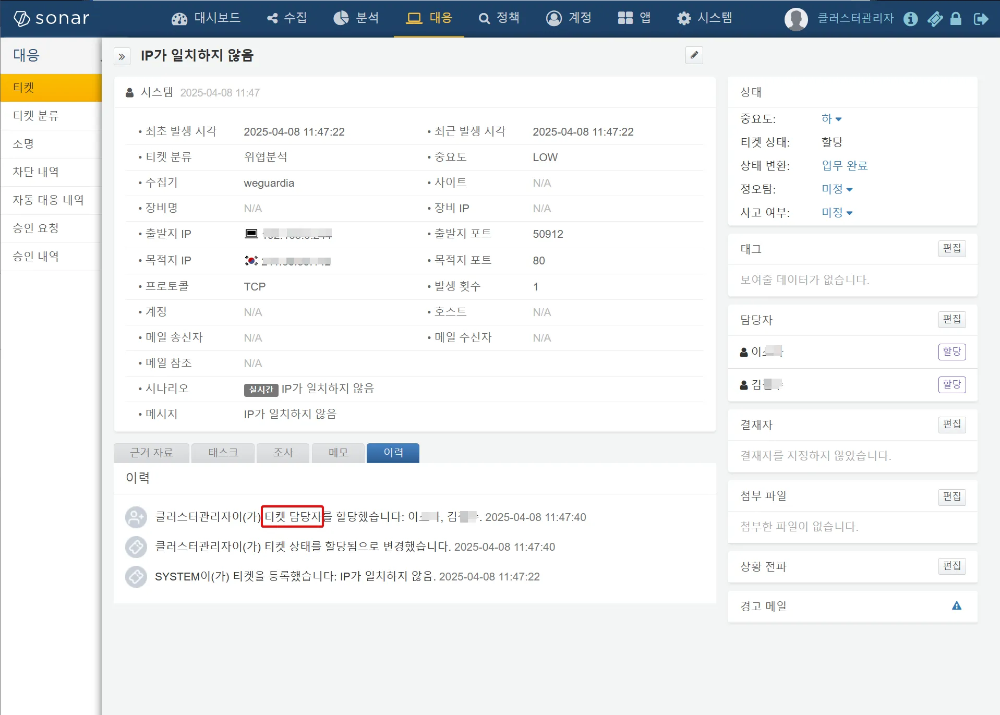 sonar
대시보드 수집 분석 대응 정책 계정 앱 시스템 클러스터관리자
대응
티켓
티켓 분류
소명
차단 내역
자동 대응 내역
승인 요청
승인 내역
» IP가 일치하지 않음
시스템 2025-04-08 11:47
• 최초 발생 시각 2025-04-08 11:47:22 • 최근 발생 시각 2025-04-08 11:47:22
• 티켓 분류 위협분석 • 중요도 LOW
• 수집기 weguardia • 사이트 N/A
• 장비명 N/A • 장비 IP N/A
• 출발지 IP • 출발지 포트 50912
• 목적지 IP • 목적지 포트 80
• 프로토콜 TCP • 발생 횟수 1
• 계정 N/A • 호스트 N/A
• 메일 송신자 N/A • 메일 수신자 N/A
• 메일 참조 N/A
• 시나리오 실시간 IP가 일치하지 않음
• 메시지 IP가 일치하지 않음
근거 자료 태스크 조사 메모 이력
이력
클러스터관리자이(가) 티켓 담당자를 할당했습니다: 이, 김. 2025-04-08 11:47:40
클러스터관리자이(가) 티켓 상태를 할당됨으로 변경했습니다. 2025-04-08 11:47:40
SYSTEM이(가) 티켓을 등록했습니다: IP가 일치하지 않음. 2025-04-08 11:47:22
상태
중요도: 하
티켓 상태: 할당
상태 변환: 업무 완료
정오탐: 미정
사고 여부: 미정
태그 편집
보여줄 데이터가 없습니다.
담당자 편집
이 할당
김 할당
결재자 편집
결재자를 지정하지 않았습니다.
첨부 파일 편집
첨부한 파일이 없습니다.
상황 전파 편집
경고 메일